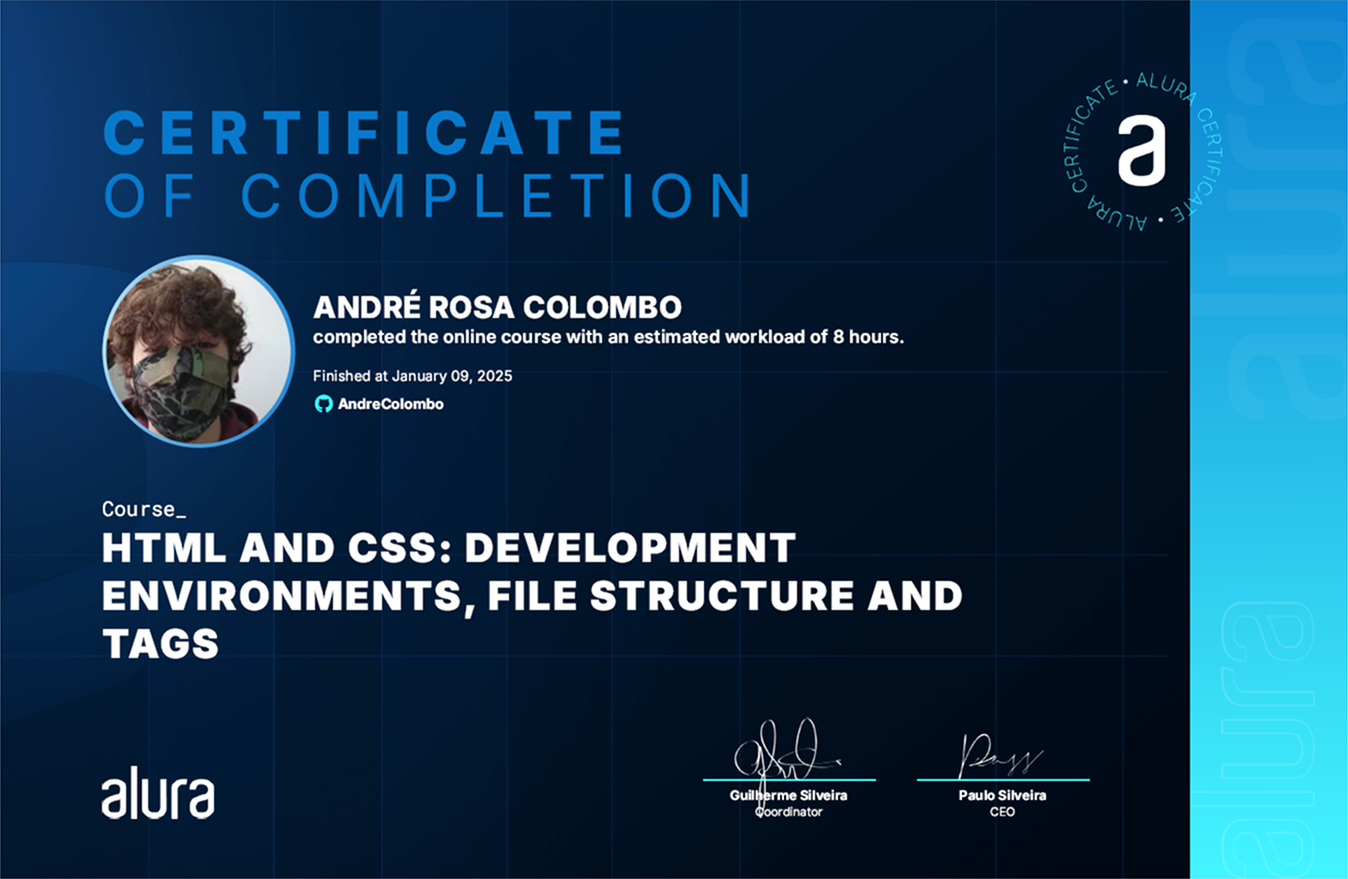 CERTIFICATE
OF COMPLETION
ALURA CERTIFICATE • ALURA CERTIFICATE •
a
ANDRÉ ROSA COLOMBO
completed the online course with an estimated workload of 8 hours.
Finished at January 09, 2025
AndreColombo
Course_
HTML AND CSS: DEVELOPMENT
ENVIRONMENTS, FILE STRUCTURE AND
TAGS
alura
Guilherme Silveira
Coordinator
Paulo Silveira
CEO
alura
alura